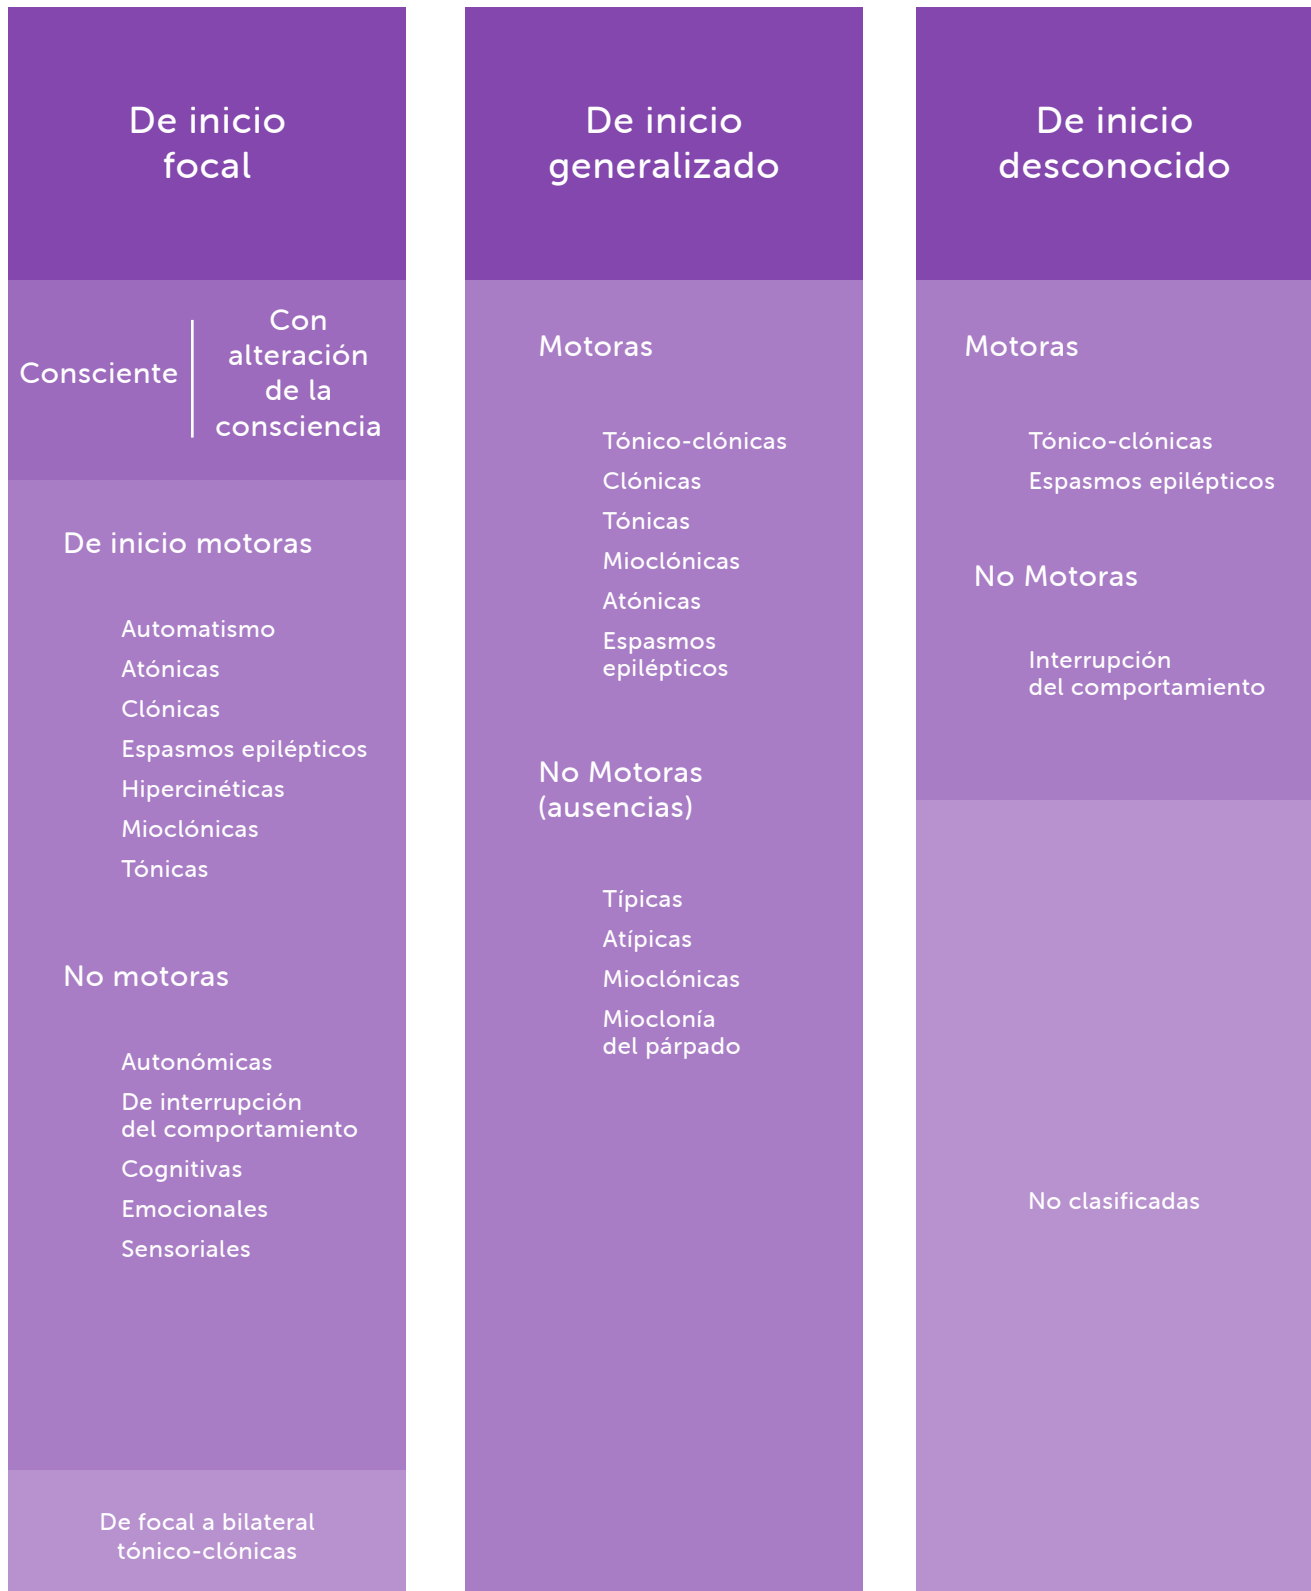 De inicio
focal
Consciente
Con
alteración
de la
consciencia
De inicio motoras
Automatismo
Atónicas
Clónicas
Espasmos epilépticos
Hipercinéticas
Mioclónicas
Tónicas
No motoras
Autonómicas
De interrupción
del comportamiento
Cognitivas
Emocionales
Sensoriales
De focal a bilateral
tónico-clónicas
De inicio
generalizado
Motoras
Tónico-clónicas
Clónicas
Tónicas
Mioclónicas
Atónicas
Espasmos
epilépticos
No Motoras
(ausencias)
Típicas
Atípicas
Mioclónicas
Mioclonía
del párpado
De inicio
desconocido
Motoras
Tónico-clónicas
Espasmos epilépticos
No Motoras
Interrupción
del comportamiento
No clasificadas